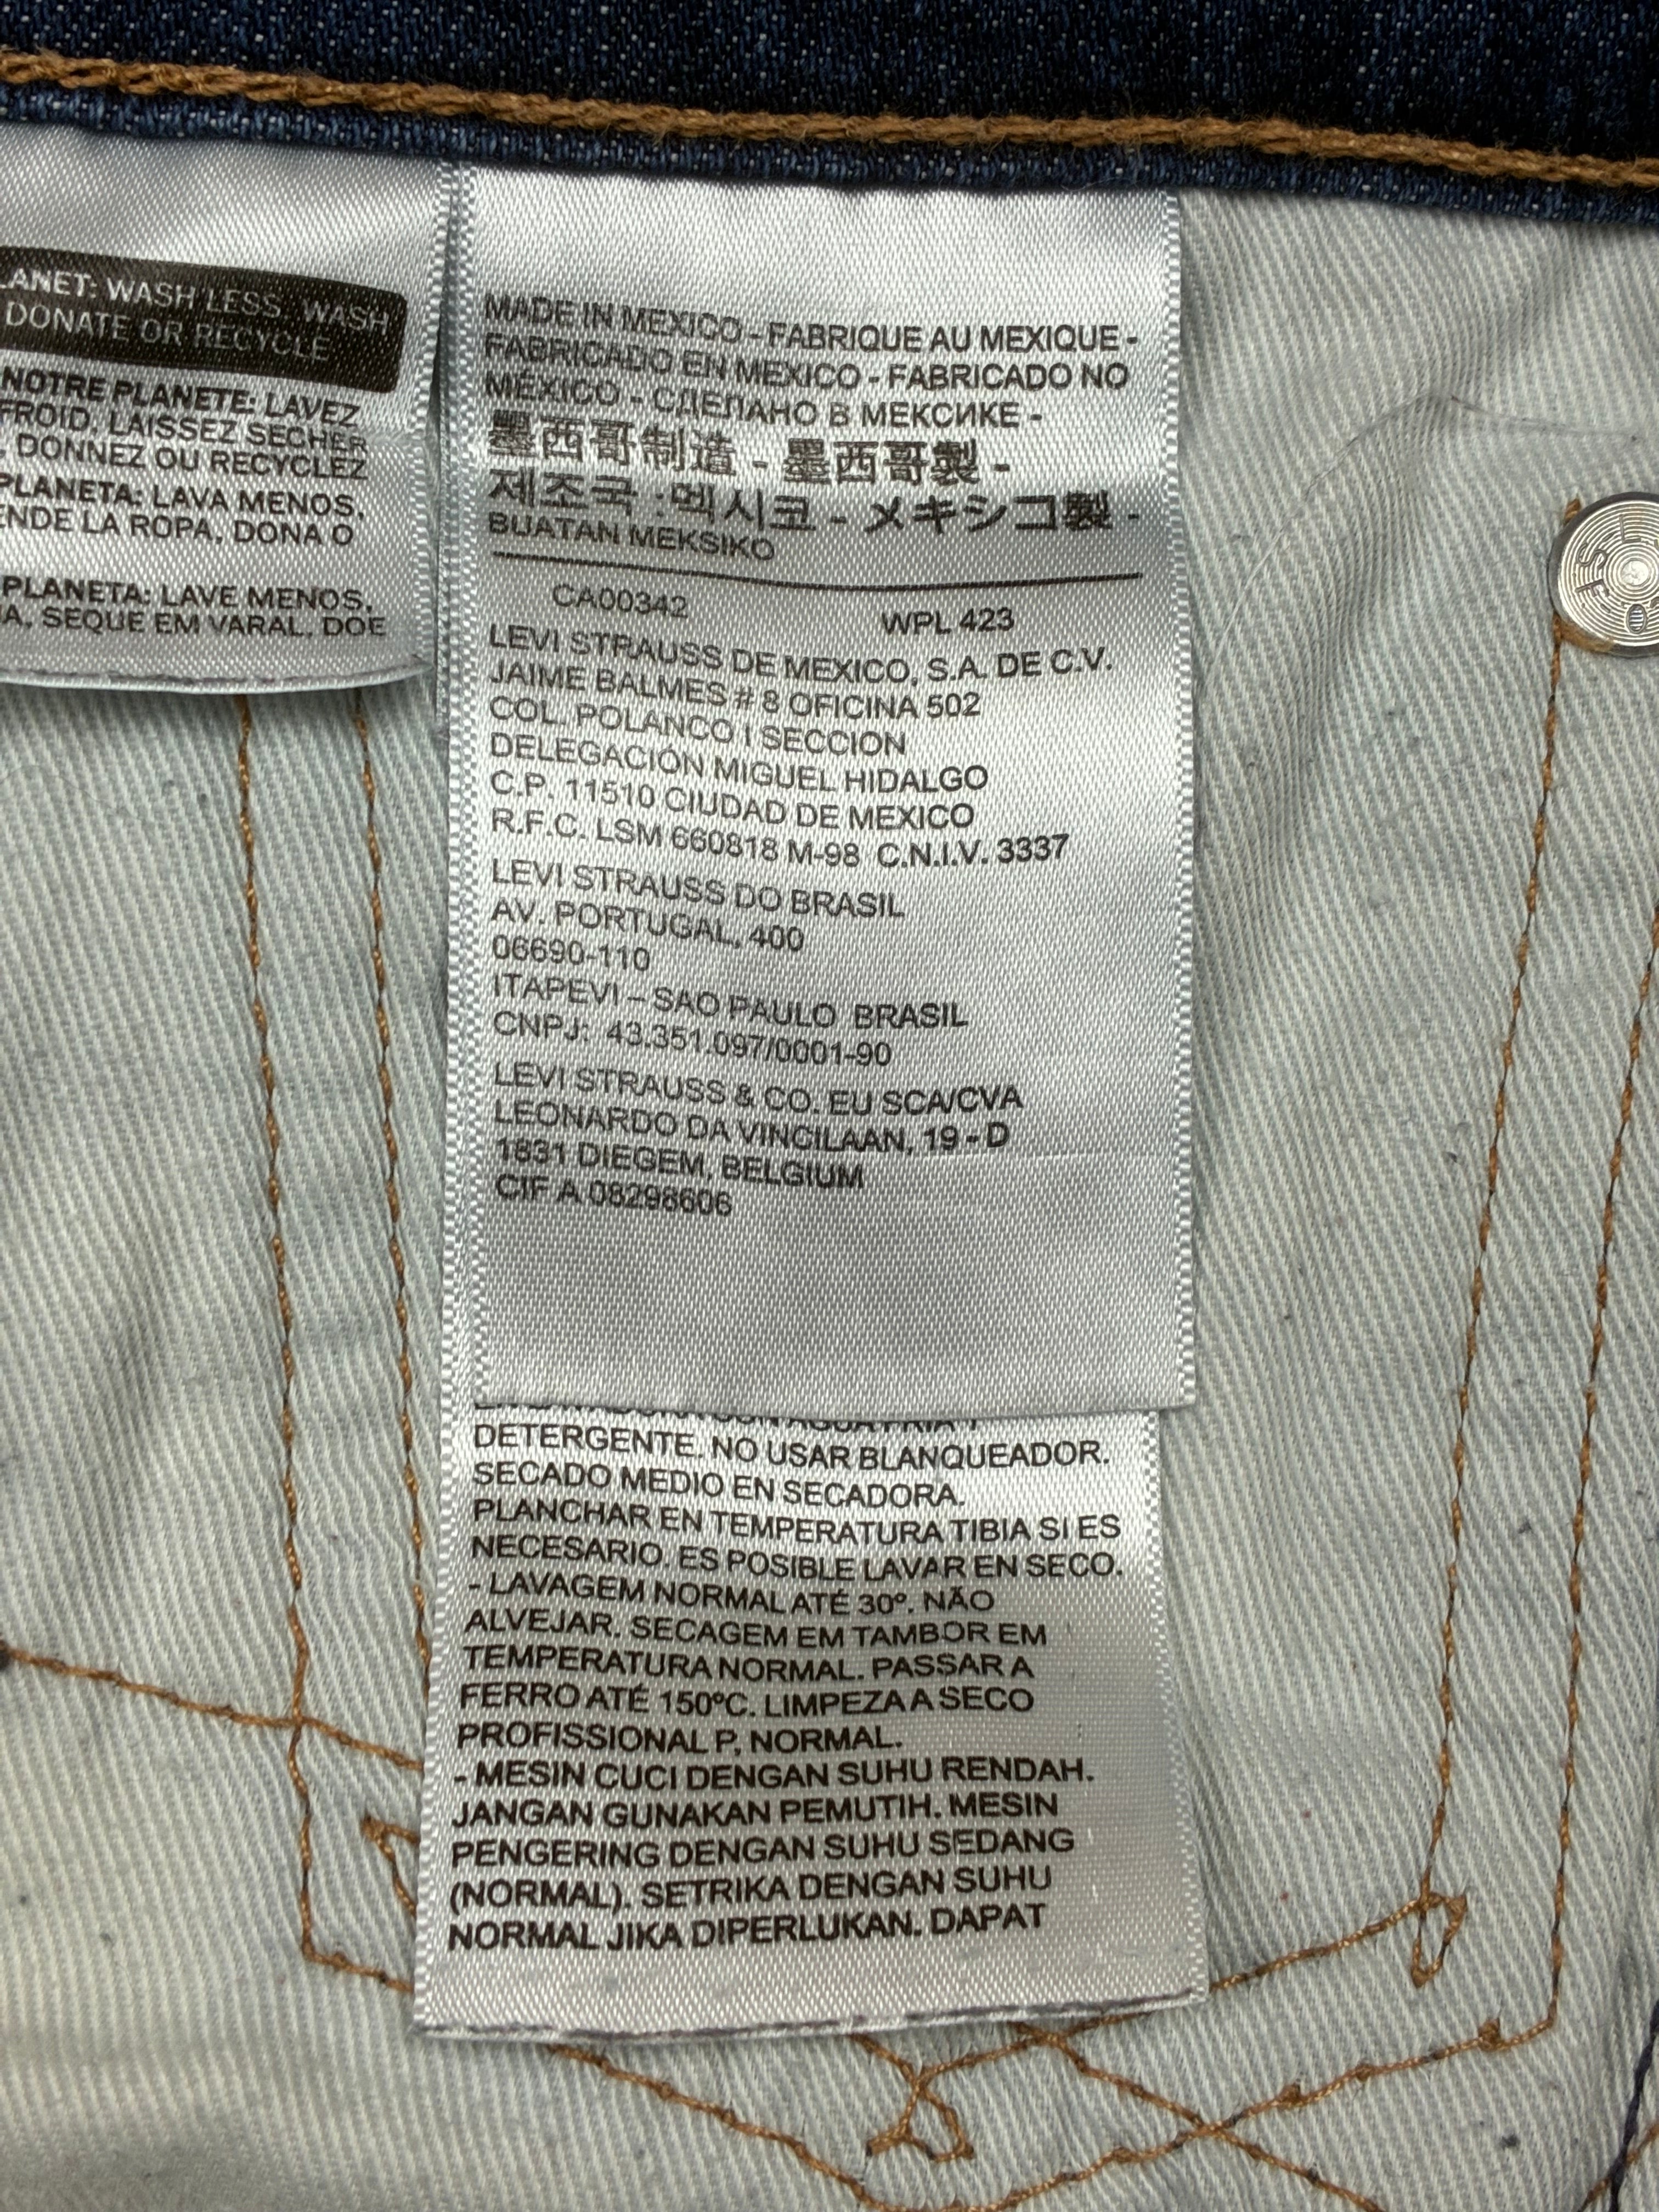 LANET: WASH LESS, WASH
DONATE OR RECYCLE
NOTRE PLANETE: LAVEZ
FROID, LAISSEZ SECHER
, DONNEZ OU RECYCLEZ
PLANETA: LAVA MENOS,
ENDE LA ROPA, DONA O
PLANETA: LAVE MENOS,
A, SEQUE EM VARAL, DOE
MADE IN MEXICO - FABRIQUE AU MEXIQUE -
FABRICADO EN MEXICO - FABRICADO NO
MÉXICO - СДЕЛАНО В МЕКСИКЕ -
墨西哥制造 - 墨西哥製 -
제조국 :멕시코 - メキシコ製 -
BUATAN MEKSIKO
CA00342 WPL 423
LEVI STRAUSS DE MEXICO, S.A. DE C.V.
JAIME BALMES # 8 OFICINA 502
COL. POLANCO I SECCION
DELEGACIÓN MIGUEL HIDALGO
C.P. 11510 CIUDAD DE MEXICO
R.F.C. LSM 660818 M-98 C.N.I.V. 3337
LEVI STRAUSS DO BRASIL
AV. PORTUGAL, 400
06690-110
ITAPEVI – SAO PAULO BRASIL
CNPJ: 43.351.097/0001-90
LEVI STRAUSS & CO. EU SCA/CVA
LEONARDO DA VINCILAAN, 19 - D
1831 DIEGEM, BELGIUM
CIF A 08298606
DETERGENTE. NO USAR BLANQUEADOR.
SECADO MEDIO EN SECADORA.
PLANCHAR EN TEMPERATURA TIBIA SI ES
NECESARIO. ES POSIBLE LAVAR EN SECO.
- LAVAGEM NORMAL ATÉ 30º. NÃO
ALVEJAR. SECAGEM EM TAMBOR EM
TEMPERATURA NORMAL. PASSAR A
FERRO ATÉ 150ºC. LIMPEZA A SECO
PROFISSIONAL P, NORMAL.
- MESIN CUCI DENGAN SUHU RENDAH.
JANGAN GUNAKAN PEMUTIH. MESIN
PENGERING DENGAN SUHU SEDANG
(NORMAL). SETRIKA DENGAN SUHU
NORMAL JIKA DIPERLUKAN. DAPAT